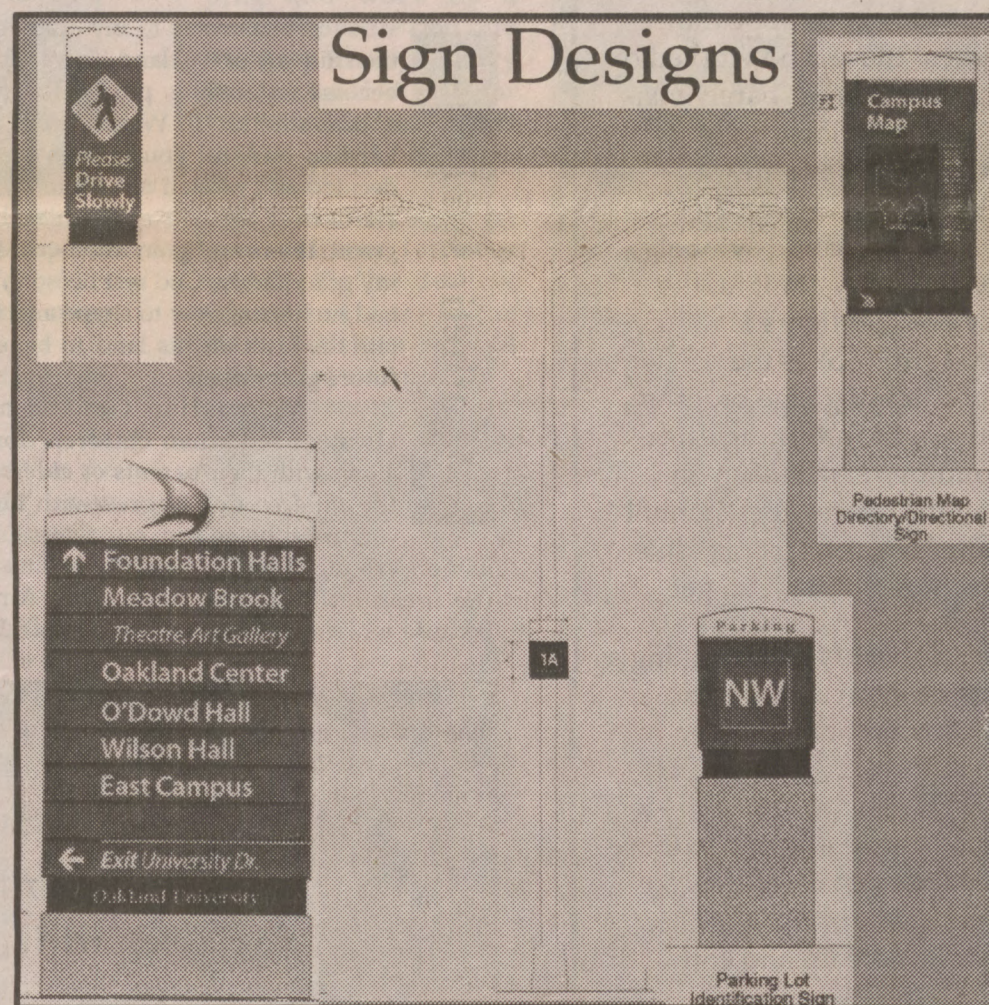 Sign Designs
Please,
Drive
Slowly
Campus
Map
Pedestrian Map
Directory/Directional
Sign
Foundation Halls
Meadow Brook
Theatre, Art Gallery
Oakland Center
O'Dowd Hall
Wilson Hall
East Campus
Exit University Dr.
Oakland University
1A
Parking
NW
Parking Lot
Identification Sign